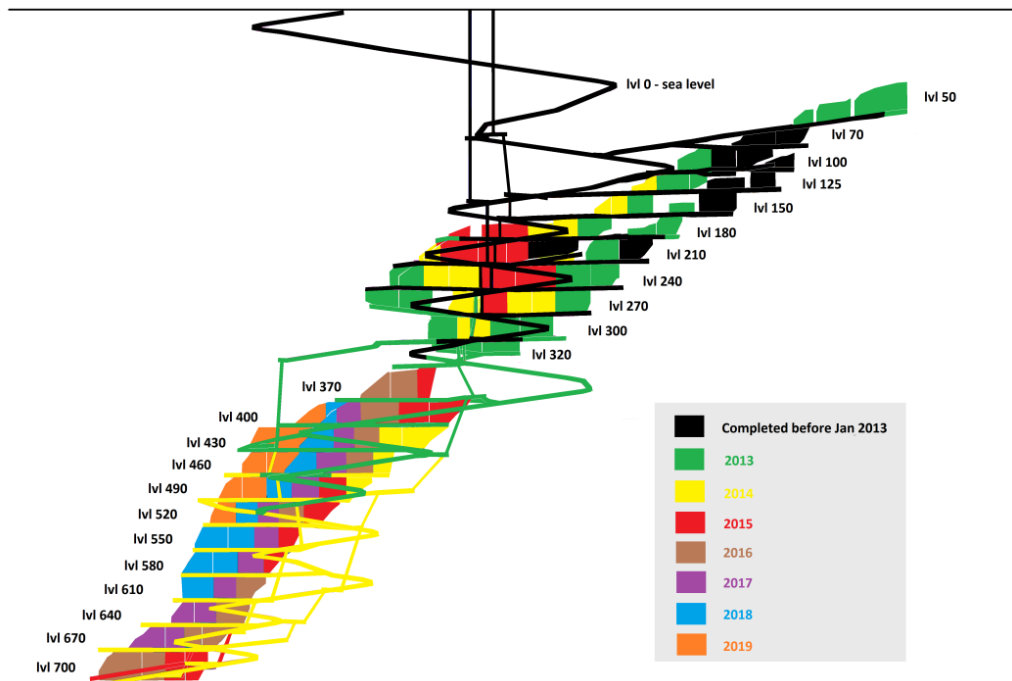 lvl 0 - sea level
lvl 50
lvl 70
lvl 100
lvl 125
lvl 150
lvl 180
lvl 210
lvl 240
lvl 270
lvl 300
lvl 320
lvl 370
lvl 400
lvl 430
lvl 460
lvl 490
lvl 520
lvl 550
lvl 580
lvl 610
lvl 640
lvl 670
lvl 700
Completed before Jan 2013
2013
2014
2015
2016
2017
2018
2019